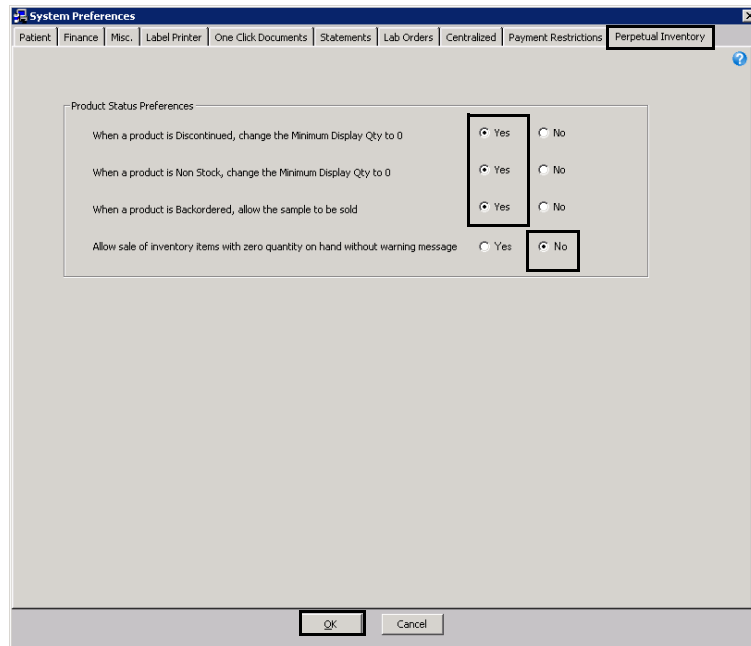 System Preferences
Patient Finance Misc. Label Printer One Click Documents Statements Lab Orders Centralized Payment Restrictions Perpetual Inventory
?
Product Status Preferences
When a product is Discontinued, change the Minimum Display Qty to 0 Yes No
When a product is Non Stock, change the Minimum Display Qty to 0 Yes No
When a product is Backordered, allow the sample to be sold Yes No
Allow sale of inventory items with zero quantity on hand without warning message Yes No
OK Cancel